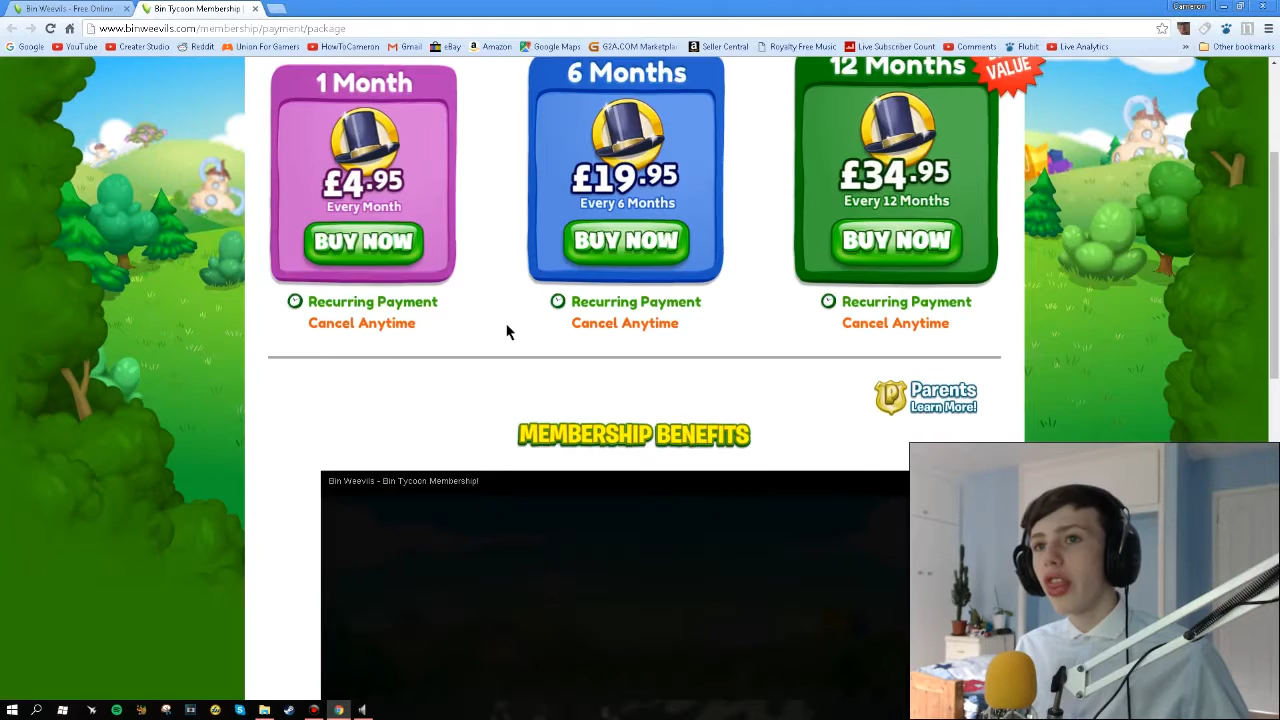 Bin Weevils - Free Online
Bin Tycoon Membership |
Cameron
www.binweevils.com/membership/payment/package
Google
YouTube
Creator Studio
Reddit
Union For Gamers
HowToCameron
Gmail
eBay
Amazon
Google Maps
G2A.COM Marketplac
Seller Central
Royalty Free Music
Live Subscriber Count
Comments
Flubit
Live Analytics
»
Other bookmarks
1 Month
6 Months
12 Months
VALUE
£4.95
£19.95
£34.95
Every Month
Every 6 Months
Every 12 Months
BUY NOW
BUY NOW
BUY NOW
Recurring Payment
Recurring Payment
Recurring Payment
Cancel Anytime
Cancel Anytime
Cancel Anytime
P
Parents
Learn More!
MEMBERSHIP BENEFITS
Bin Weevils - Bin Tycoon Membership!